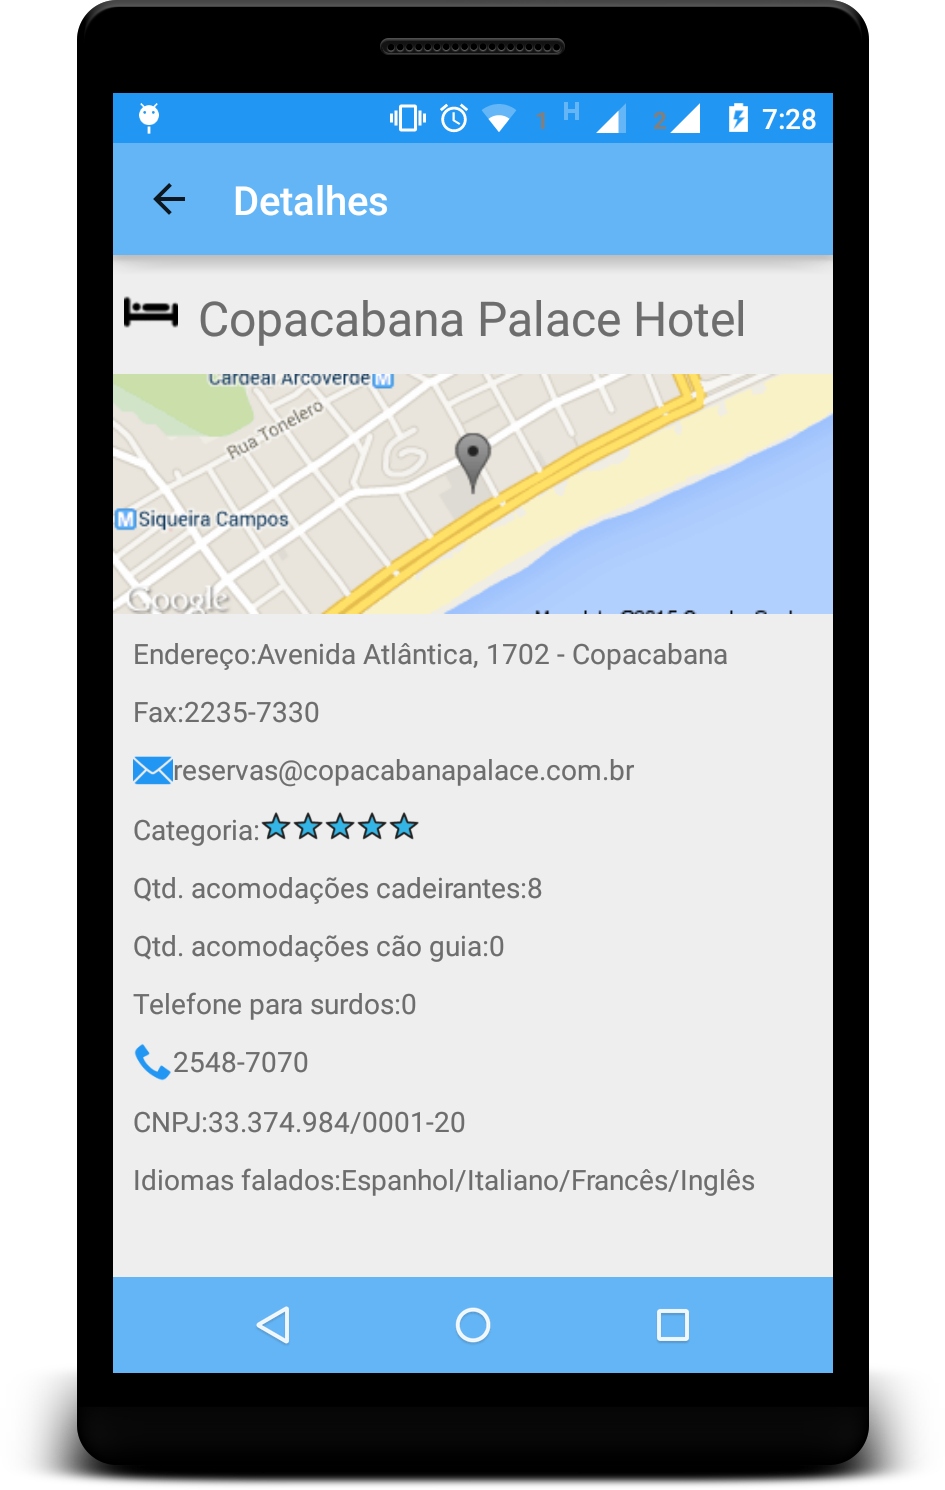 1 H 2 7:28
Detalhes
Copacabana Palace Hotel
Cardeal Arcoverde M
Rua Tonelero
M Siqueira Campos
Google
Endereço:Avenida Atlântica, 1702 - Copacabana
Fax:2235-7330
reservas@copacabanapalace.com.br
Categoria:
Qtd. acomodações cadeirantes:8
Qtd. acomodações cão guia:0
Telefone para surdos:0
2548-7070
CNPJ:33.374.984/0001-20
Idiomas falados:Espanhol/Italiano/Francês/Inglês